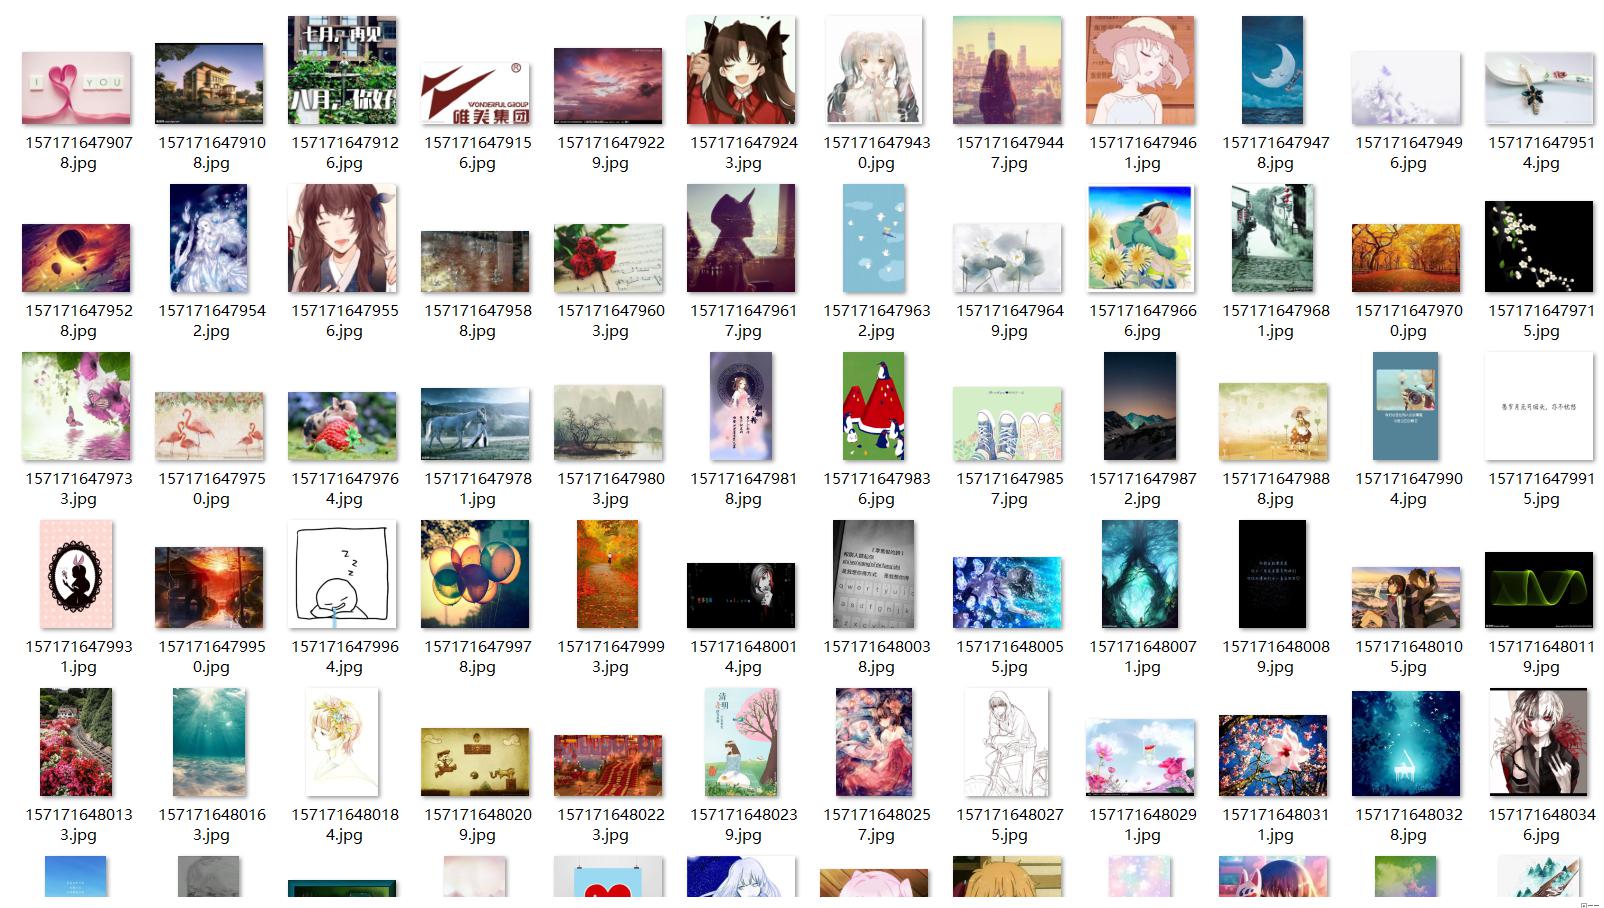 I YOU
七月，再见
八月，你好
®
WONDERFUL GROUP
唯美集团
1571716479078.jpg
1571716479108.jpg
1571716479126.jpg
1571716479156.jpg
1571716479229.jpg
1571716479243.jpg
1571716479430.jpg
1571716479447.jpg
1571716479461.jpg
1571716479478.jpg
1571716479496.jpg
1571716479514.jpg
1571716479528.jpg
1571716479542.jpg
1571716479556.jpg
1571716479588.jpg
1571716479603.jpg
1571716479617.jpg
1571716479632.jpg
1571716479649.jpg
1571716479666.jpg
1571716479681.jpg
1571716479700.jpg
1571716479715.jpg
1571716479733.jpg
1571716479750.jpg
1571716479764.jpg
1571716479781.jpg
1571716479803.jpg
1571716479818.jpg
1571716479836.jpg
1571716479857.jpg
1571716479872.jpg
1571716479888.jpg
1571716479904.jpg
1571716479915.jpg
z
z
z
q w e r t y u i
a s d f g h j k
1571716479931.jpg
1571716479950.jpg
1571716479964.jpg
1571716479978.jpg
1571716479993.jpg
1571716480014.jpg
1571716480038.jpg
1571716480055.jpg
1571716480071.jpg
1571716480089.jpg
1571716480105.jpg
1571716480119.jpg
清
明
1571716480133.jpg
1571716480163.jpg
1571716480184.jpg
1571716480209.jpg
1571716480223.jpg
1571716480239.jpg
1571716480257.jpg
1571716480275.jpg
1571716480291.jpg
1571716480311.jpg
1571716480328.jpg
1571716480346.jpg